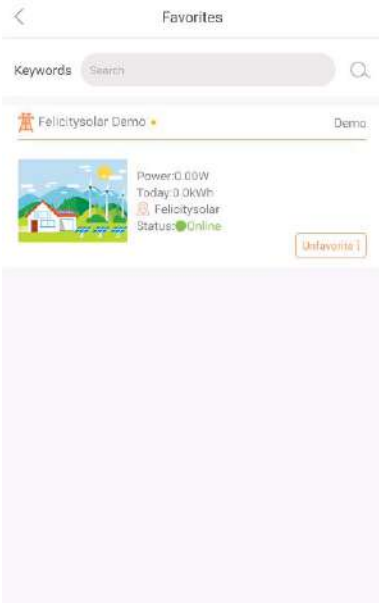 Favorites
Keywords Search
Felicitysolar Demo Demo
Power:0.00W
Today:0.0kWh
Felicitysolar
Status:Online
Unfavorite